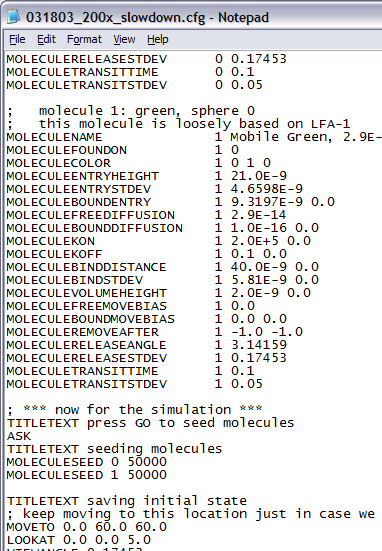 031803_200x_slowdown.cfg - Notepad
File Edit Format View Help
MOLECULERELEASESTDEV 0 0.17453
MOLECULETRANSITTIME 0 0.1
MOLECULETRANSITSTDEV 0 0.05
; molecule 1: green, sphere 0
; this molecule is loosely based on LFA-1
MOLECULENAME 1 Mobile Green, 2.9E-
MOLECULEFOUNDON 1 0
MOLECULECOLOR 1 0 1 0
MOLECULEENTRYHEIGHT 1 21.0E-9
MOLECULEENTRYSTDEV 1 4.6598E-9
MOLECULEBOUNDENTRY 1 9.3197E-9 0.0
MOLECULEFREEDIFFUSION 1 2.9E-14
MOLECULEBOUNDDIFFUSION 1 1.0E-16 0.0
MOLECULEKON 1 2.0E+5 0.0
MOLECULEKOFF 1 0.1 0.0
MOLECULEBINDDISTANCE 1 40.0E-9 0.0
MOLECULEBINDSTDEV 1 5.81E-9 0.0
MOLECULEVOLUMEHEIGHT 1 2.0E-9 0.0
MOLECULEFREEMOVEBIAS 1 0.0
MOLECULEBOUNDMOVEBIAS 1 0.0 0.0
MOLECULEREMOVEAFTER 1 -1.0 -1.0
MOLECULERELEASEANGLE 1 3.14159
MOLECULERELEASESTDEV 1 0.17453
MOLECULETRANSITTIME 1 0.1
MOLECULETRANSITSTDEV 1 0.05
; *** now for the simulation ***
TITLETEXT press GO to seed molecules
ASK
TITLETEXT seeding molecules
MOLECULESEED 0 50000
MOLECULESEED 1 50000
TITLETEXT saving initial state
; keep moving to this location just in case we
MOVETO 0.0 60.0 60.0
LOOKAT 0.0 0.0 5.0
VIEWANGLE 0.17453